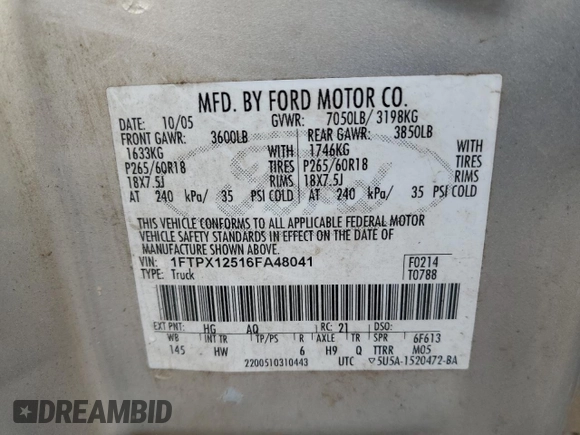 MFD. BY FORD MOTOR CO.
DATE: 10/05 GVWR: 7050LB/ 3198KG
FRONT GAWR: 3600LB REAR GAWR: 3850LB
1633KG WITH 1746KG WITH
P265/60R18 TIRES P265/60R18 TIRES
18X7.5J RIMS 18X7.5J RIMS
AT 240 kPa/ 35 PSI COLD AT 240 kPa/ 35 PSI COLD
THIS VEHICLE CONFORMS TO ALL APPLICABLE FEDERAL MOTOR
VEHICLE SAFETY STANDARDS IN EFFECT ON THE DATE OF
MANUFACTURE SHOWN ABOVE.
VIN: 1FTPX12516FA48041 F0214
TYPE: Truck T0788
EXT PNT: HG AQ RC: 21 DSO:
WB INT TR TP/PS R AXLE TR SPR 6F613
145 HW 6 H9 Q TTRR M05
2200510310443 UTC ▽5U5A-1520472-BA
Ford
DREAMBID